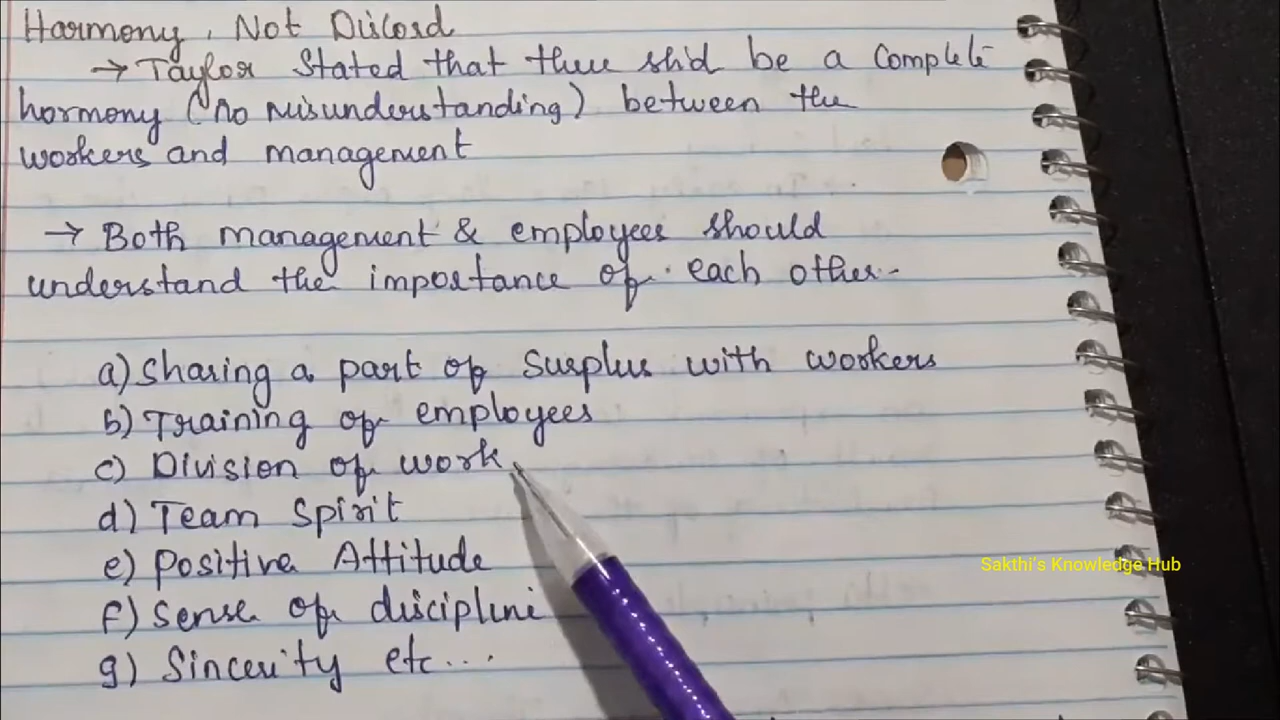 Harmony, Not Discord
→ Taylor stated that there sh'd be a complete
hormony (no misunderstanding) between the
workers and management
→ Both management & employees should
understand the importance of each other.
a) Sharing a part of Surplus with workers
b) Training of employees
c) Division of work
d) Team Spirit
e) Positive Attitude
f) Sense of discipline
g) Sincerity etc...
Sakthi's Knowledge Hub